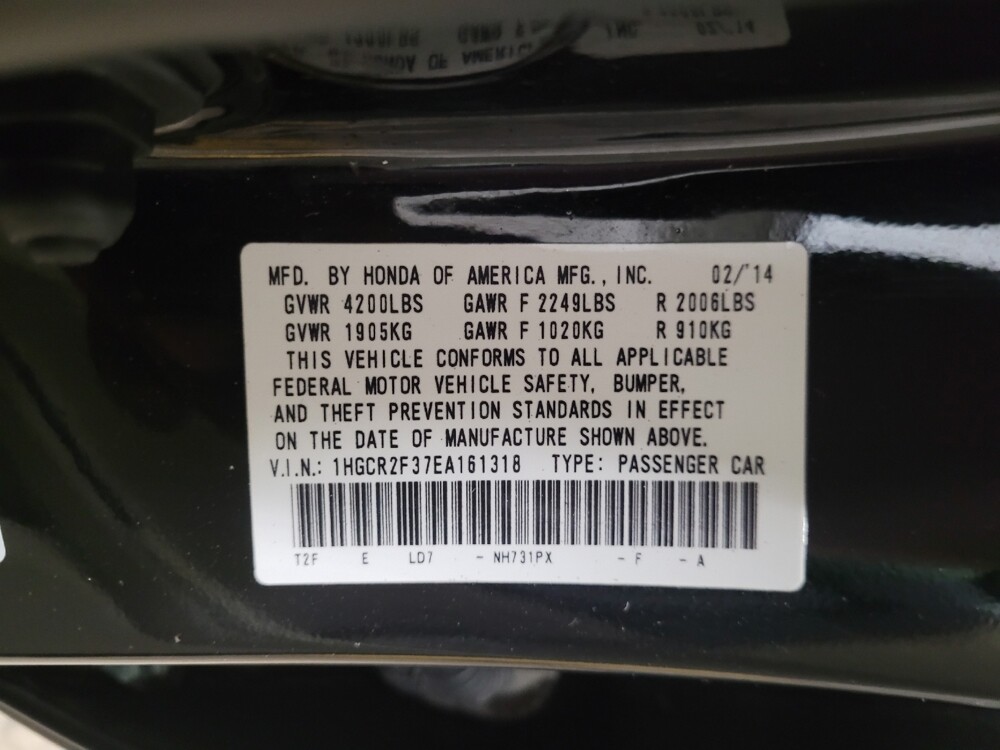 MFD. BY HONDA OF AMERICA MFG., INC. 02/'14
GVWR 4200LBS GAWR F 2249LBS R 2006LBS
GVWR 1905KG GAWR F 1020KG R 910KG
THIS VEHICLE CONFORMS TO ALL APPLICABLE
FEDERAL MOTOR VEHICLE SAFETY, BUMPER,
AND THEFT PREVENTION STANDARDS IN EFFECT
ON THE DATE OF MANUFACTURE SHOWN ABOVE.
V.I.N.: 1HGCR2F37EA161318 TYPE: PASSENGER CAR
T2F E LD7 - NH731PX - F - A